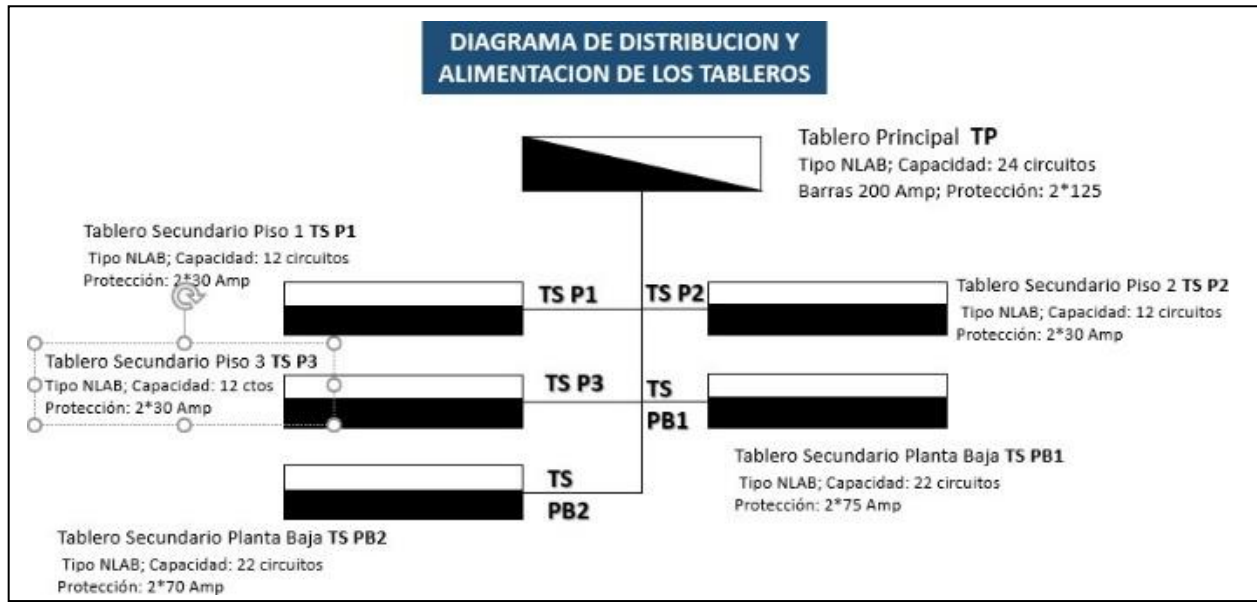 DIAGRAMA DE DISTRIBUCION Y
ALIMENTACION DE LOS TABLEROS
Tablero Principal TP
Tipo NLAB; Capacidad: 24 circuitos
Barras 200 Amp; Protección: 2*125
Tablero Secundario Piso 1 TS P1
Tipo NLAB; Capacidad: 12 circuitos
Protección: 2*30 Amp
TS P1
TS P2
Tablero Secundario Piso 2 TS P2
Tipo NLAB; Capacidad: 12 circuitos
Protección: 2*30 Amp
Tablero Secundario Piso 3 TS P3
Tipo NLAB; Capacidad: 12 ctos
Protección: 2*30 Amp
TS P3
TS
PB1
Tablero Secundario Planta Baja TS PB1
Tipo NLAB; Capacidad: 22 circuitos
Protección: 2*75 Amp
TS
PB2
Tablero Secundario Planta Baja TS PB2
Tipo NLAB; Capacidad: 22 circuitos
Protección: 2*70 Amp